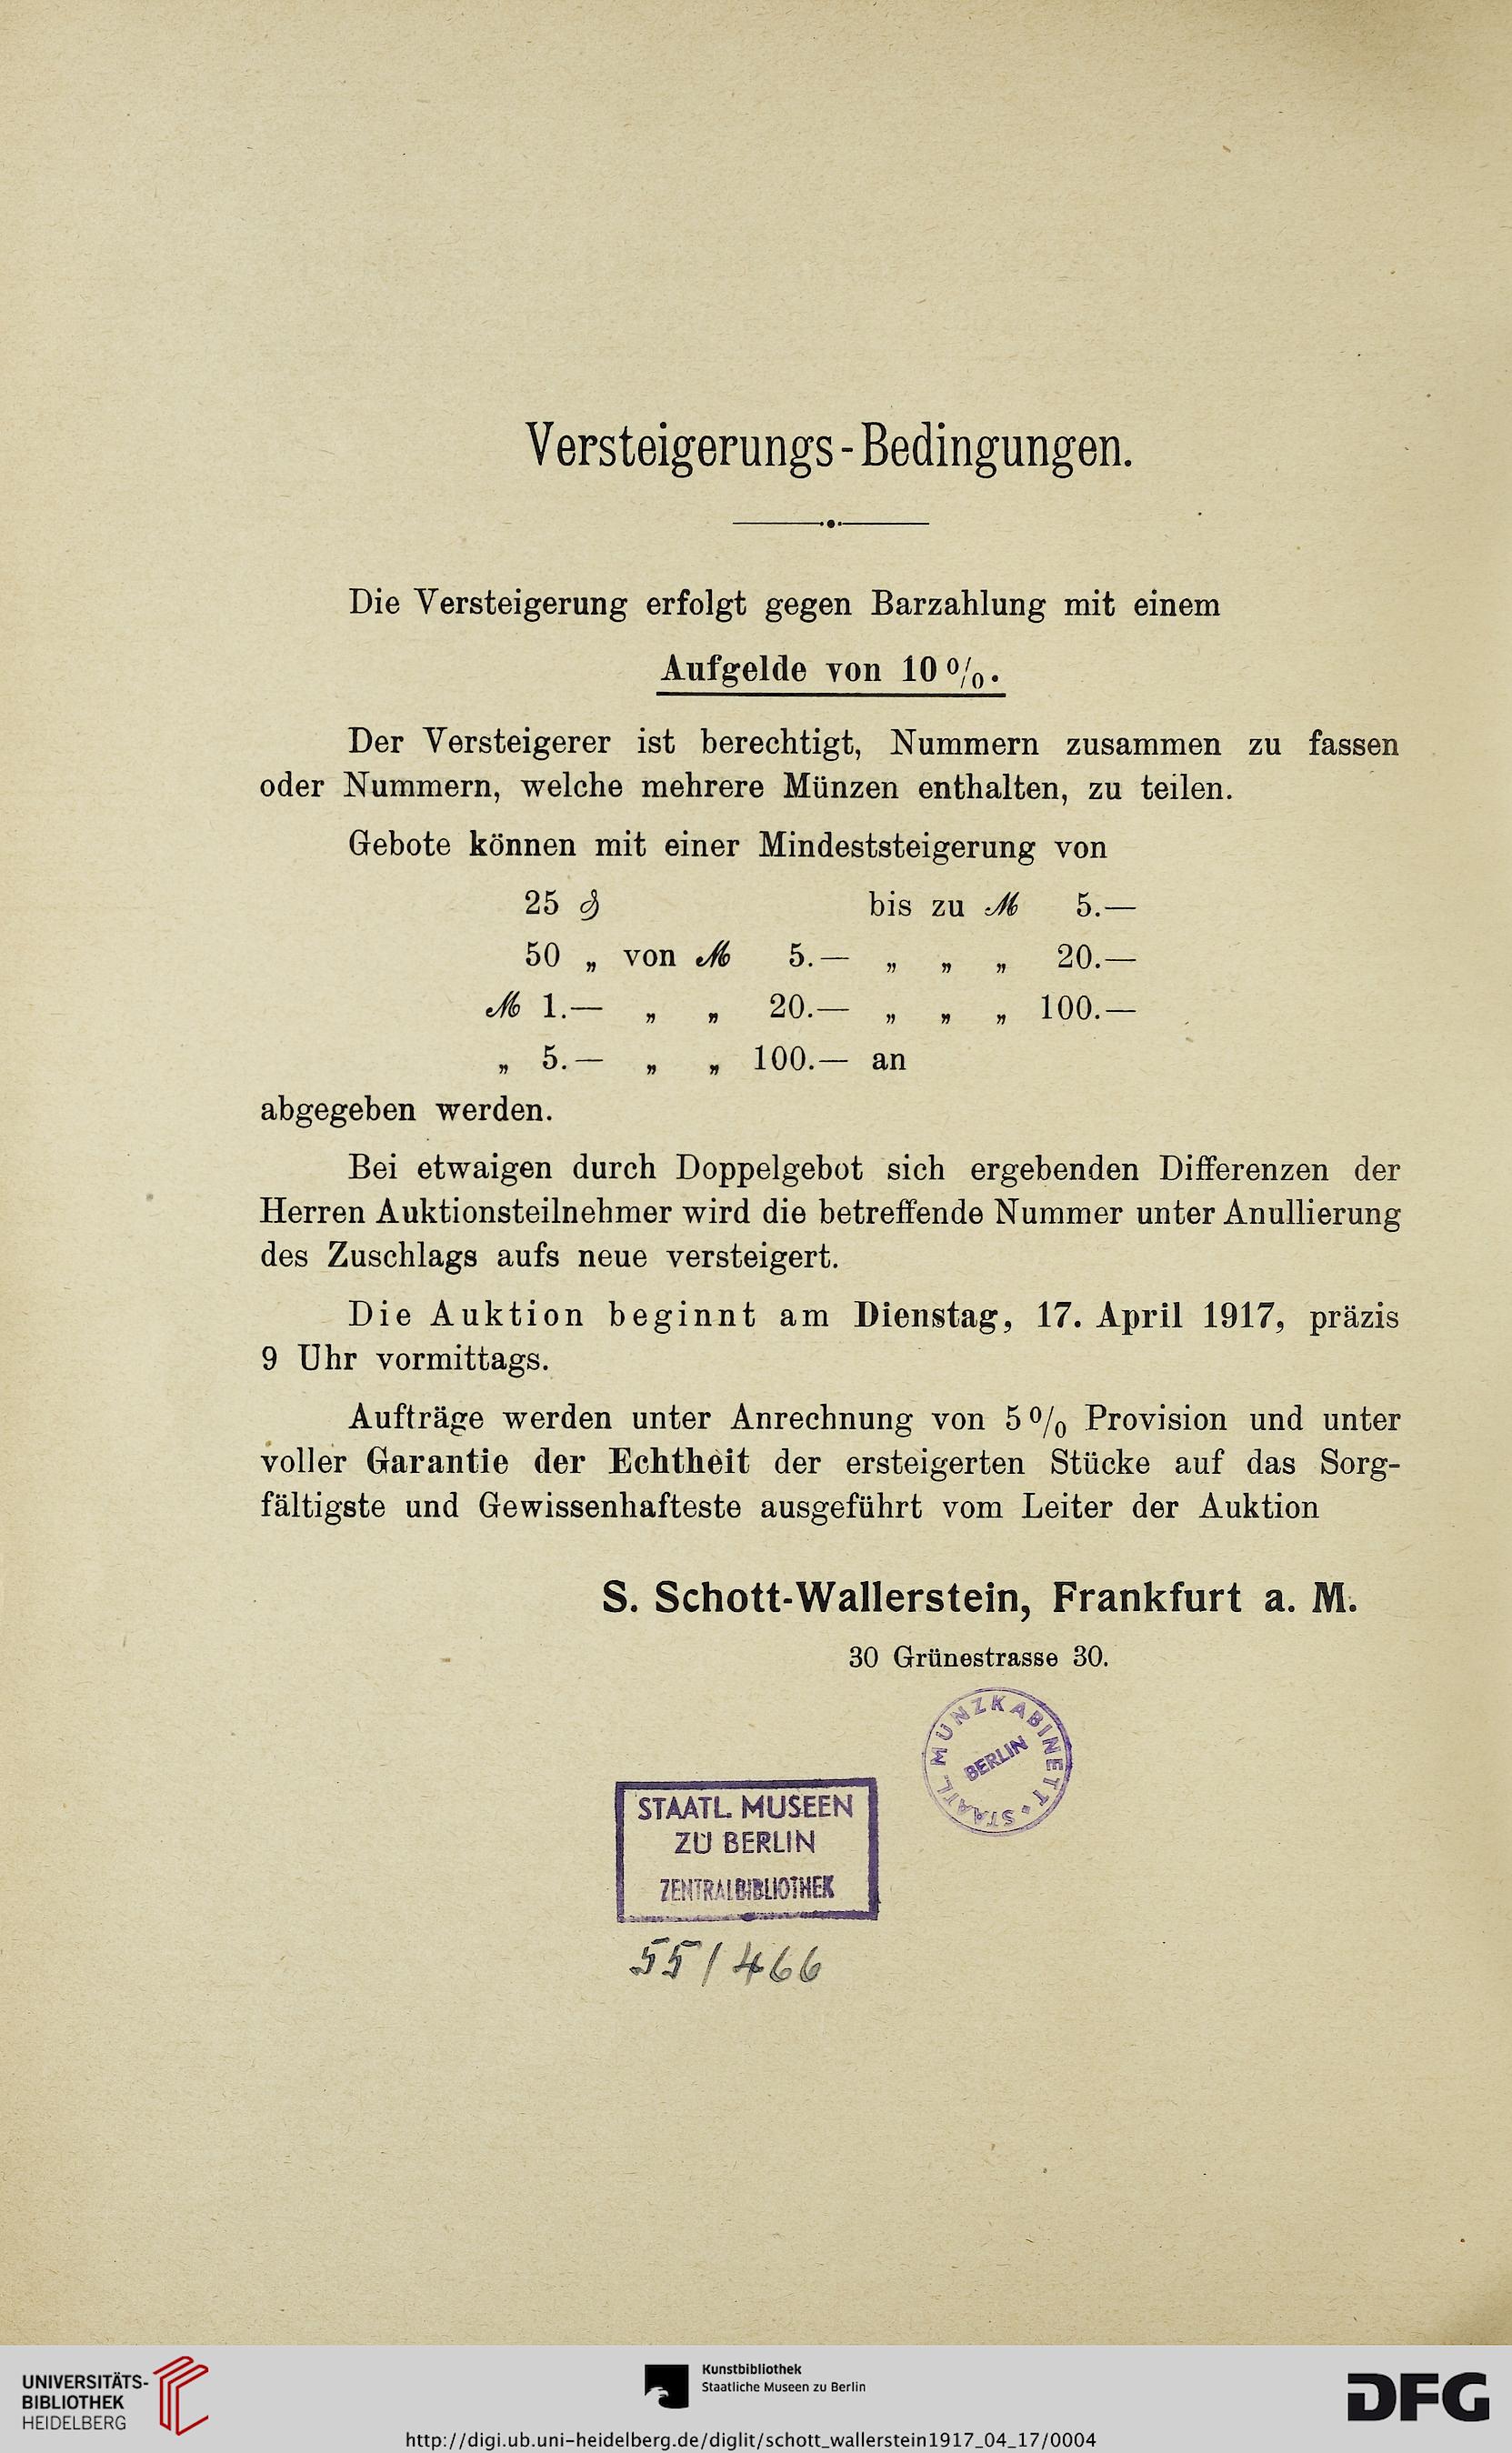 Versteigerungs-Bedingungen.
Die Versteigerung erfolgt gegen Barzahlung mit einem
Aufgelde von 10 %.
Der Versteigerer ist berechtigt, Nummern zusammen zu fassen
oder Nummern, welche mehrere Münzen enthalten, zu teilen.
Gebote können mit einer Mindeststeigerung von
25 ₰ bis zu ℳ 5.—
50 „ von ℳ 5.— „ „ „ 20.—
ℳ 1.— „ „ 20.— „ „ „ 100.—
„ 5.— „ „ 100.— an
abgegeben werden.
Bei etwaigen durch Doppelgebot sich ergebenden Differenzen der
Herren Auktionsteilnehmer wird die betreffende Nummer unter Anullierung
des Zuschlags aufs neue versteigert.
Die Auktion beginnt am Dienstag, 17. April 1917, präzis
9 Uhr vormittags.
Aufträge werden unter Anrechnung von 5 % Provision und unter
voller Garantie der Echtheit der ersteigerten Stücke auf das Sorg-
fältigste und Gewissenhafteste ausgeführt vom Leiter der Auktion
S. Schott-Wallerstein, Frankfurt a. M.
30 Grünestrasse 30.
STAATL. MÜNZKABINETT •
BERLIN
STAATL. MUSEEN
ZU BERLIN
ZENTRALBIBLIOTHEK
55/466
UNIVERSITÄTS-
BIBLIOTHEK
HEIDELBERG
Kunstbibliothek
Staatliche Museen zu Berlin
DFG
http://digi.ub.uni-heidelberg.de/diglit/schott_wallerstein1917_04_17/0004